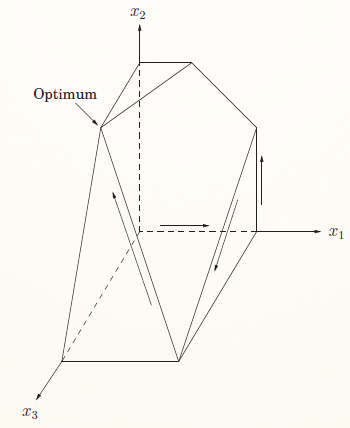 x₂
Optimum
x₁
x₃